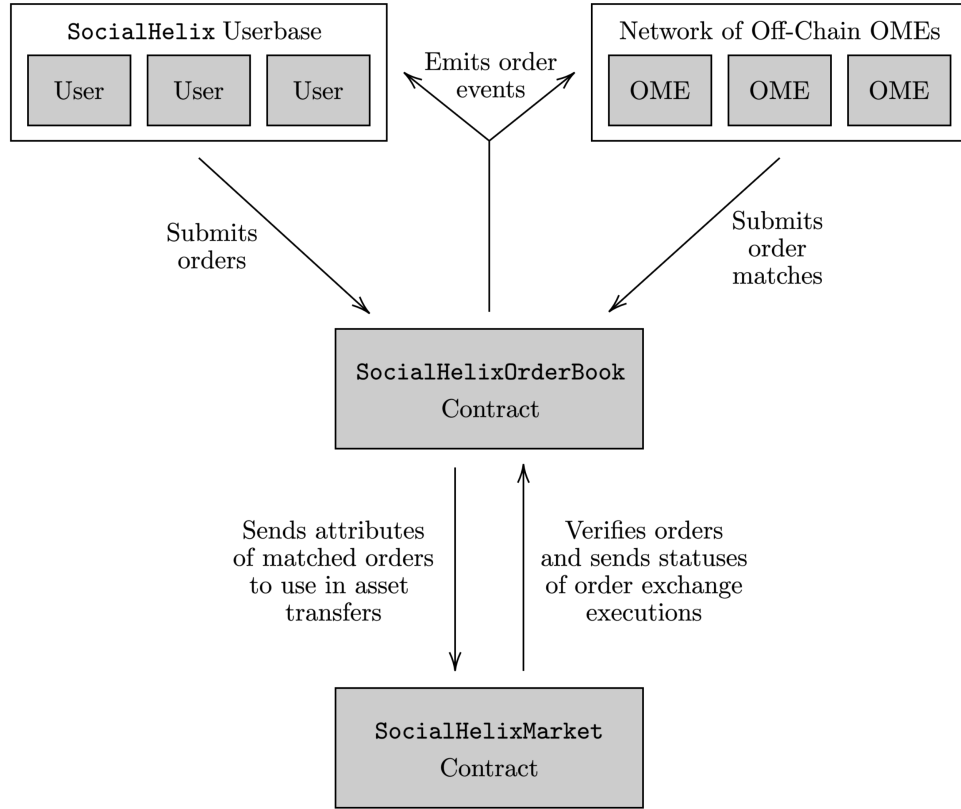 SocialHelix Userbase
User
User
User
Emits order
events
Network of Off-Chain OMEs
OME
OME
OME
Submits
orders
Submits
order
matches
SocialHelixOrderBook
Contract
Sends attributes
of matched orders
to use in asset
transfers
Verifies orders
and sends statuses
of order exchange
executions
SocialHelixMarket
Contract